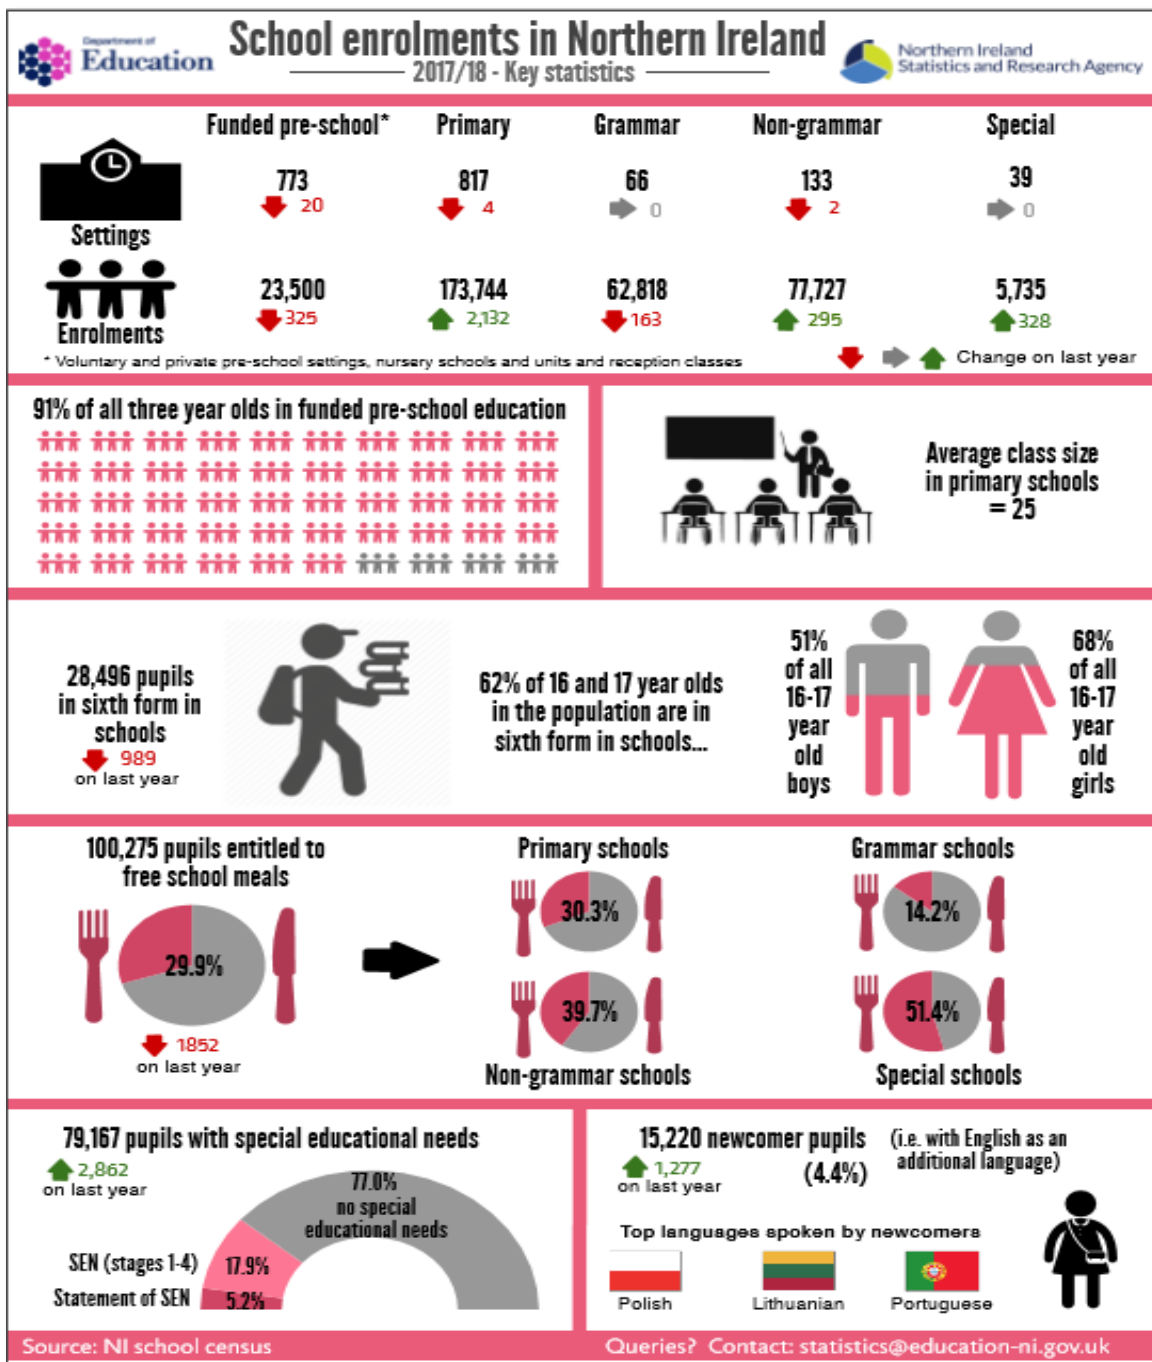 Department of
Education
School enrolments in Northern Ireland
2017/18 - Key statistics
Northern Ireland
Statistics and Research Agency
Funded pre-school* Primary Grammar Non-grammar Special
773 817 66 133 39
20 4 0 2 0
Settings
23,500 173,744 62,818 77,727 5,735
325 2,132 163 295 328
Enrolments
* Voluntary and private pre-school settings, nursery schools and units and reception classes
Change on last year
91% of all three year olds in funded pre-school education
Average class size
in primary schools
= 25
28,496 pupils
in sixth form in
schools
989
on last year
62% of 16 and 17 year olds
in the population are in
sixth form in schools...
51%
of all
16-17
year
old
boys
68%
of all
16-17
year
old
girls
100,275 pupils entitled to
free school meals
29.9%
1852
on last year
Primary schools
30.3%
Grammar schools
14.2%
39.7%
Non-grammar schools
51.4%
Special schools
79,167 pupils with special educational needs
2,862
on last year
77.0%
no special
educational needs
SEN (stages 1-4) 17.9%
Statement of SEN 5.2%
15,220 newcomer pupils
(4.4%)
(i.e. with English as an
additional language)
1,277
on last year
Top languages spoken by newcomers
Polish Lithuanian Portuguese
Source: NI school census
Queries? Contact: statistics@education-ni.gov.uk